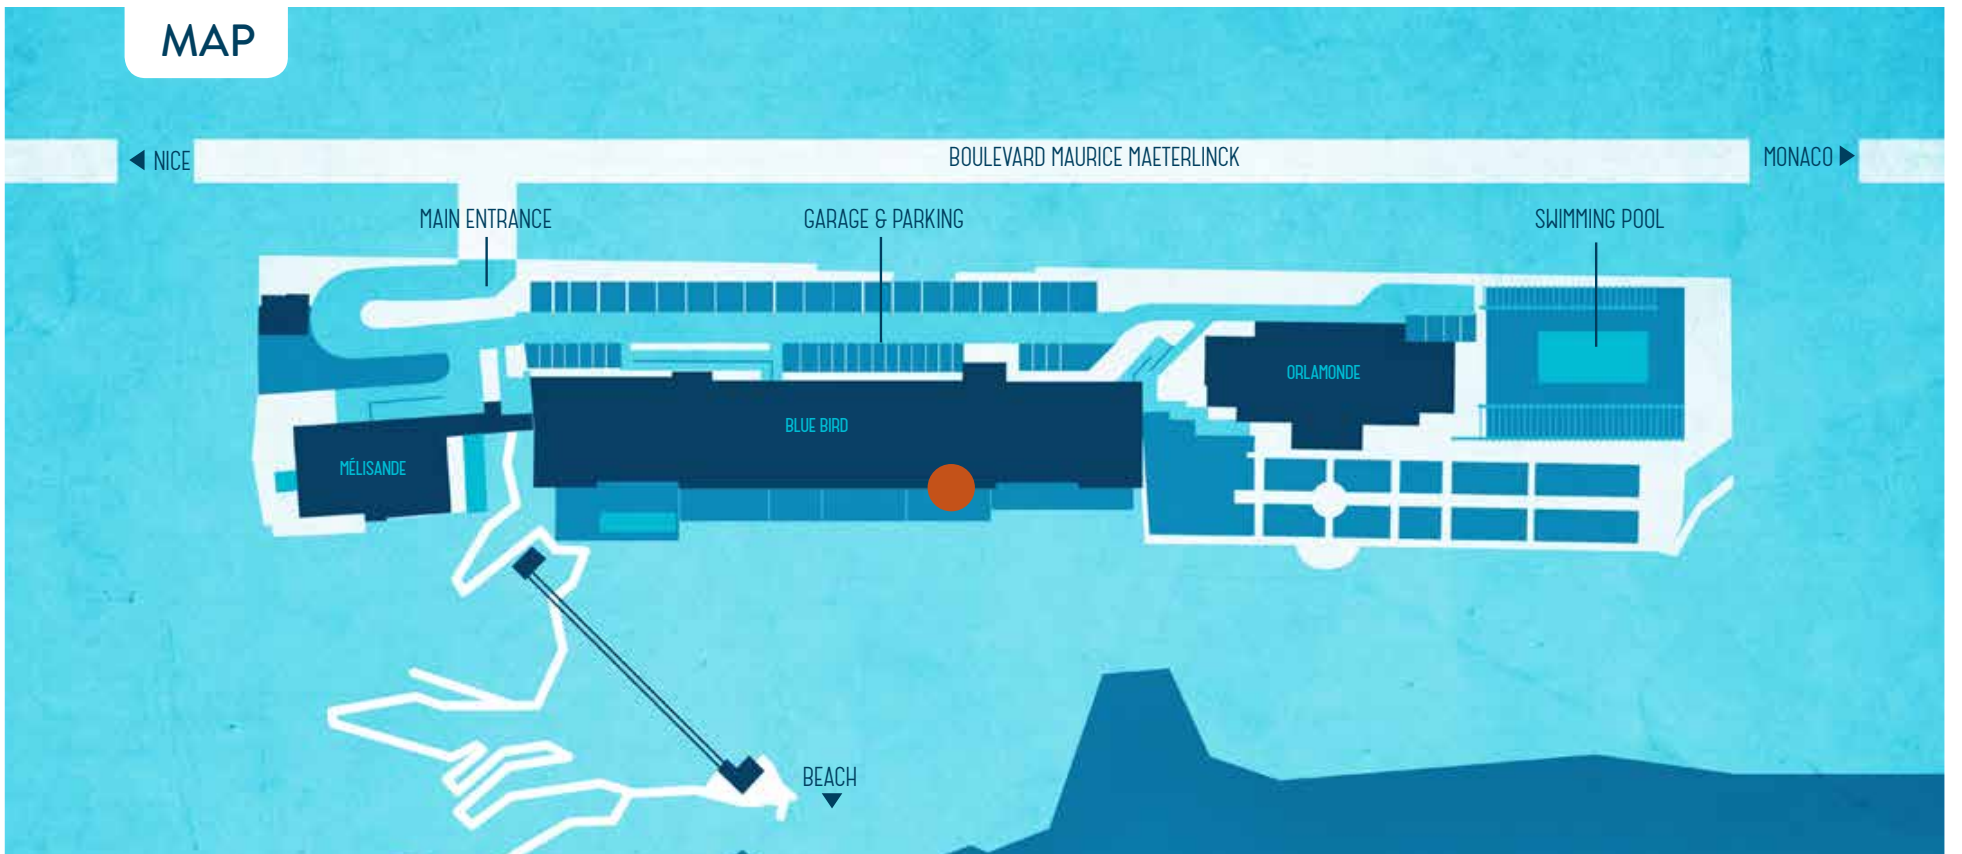 MAP
NICE
BOULEVARD MAURICE MAETERLINCK
MONACO
MAIN ENTRANCE
GARAGE & PARKING
SWIMMING POOL
ORLAMONDE
BLUE BIRD
MÉLISANDE
BEACH